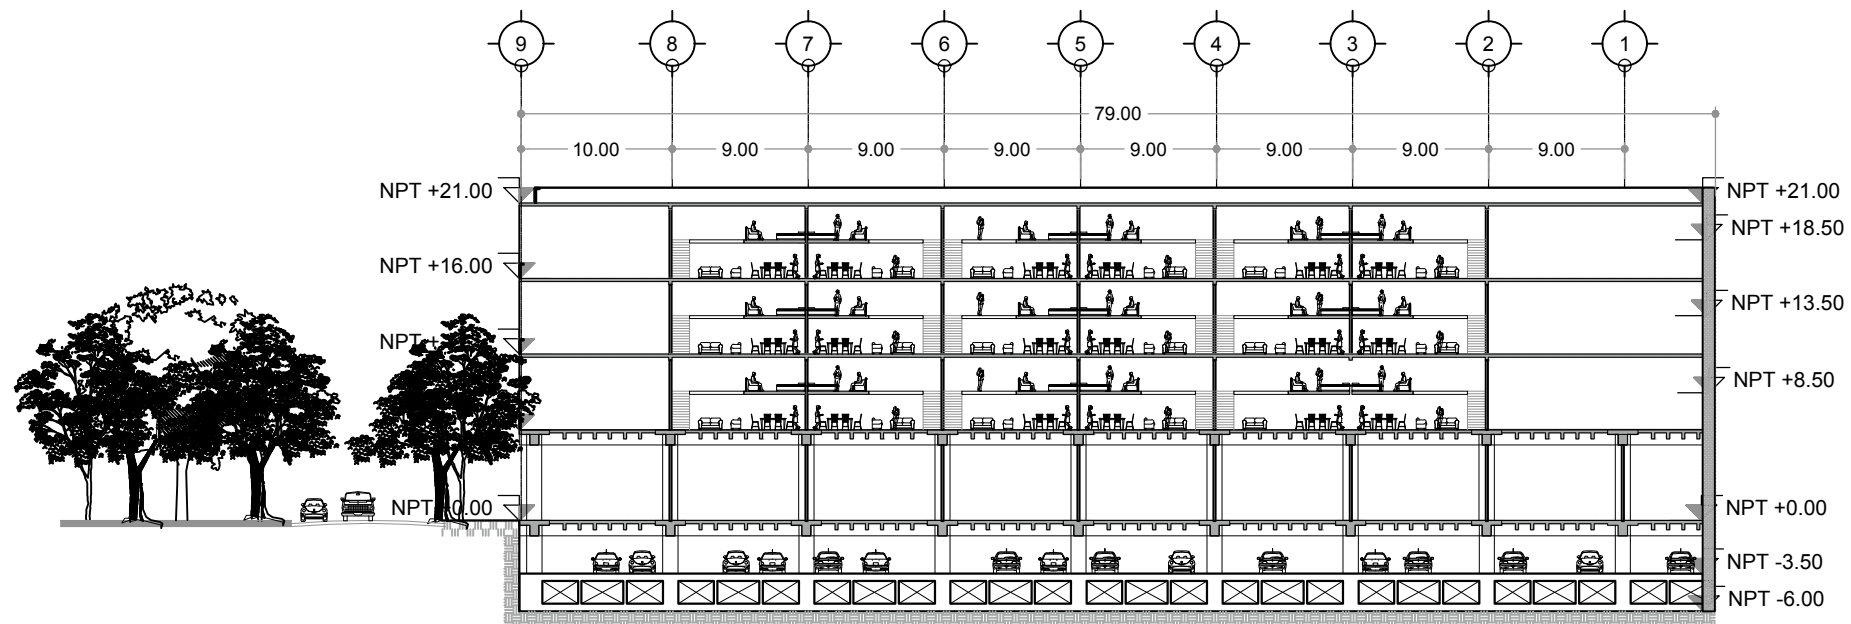 9 8 7 6 5 4 3 2 1
79.00
10.00 9.00 9.00 9.00 9.00 9.00 9.00 9.00
NPT +21.00
NPT +21.00
NPT +18.50
NPT +16.00
NPT +13.50
NPT +
NPT +8.50
NPT +0.00
NPT +0.00
NPT -3.50
NPT -6.00